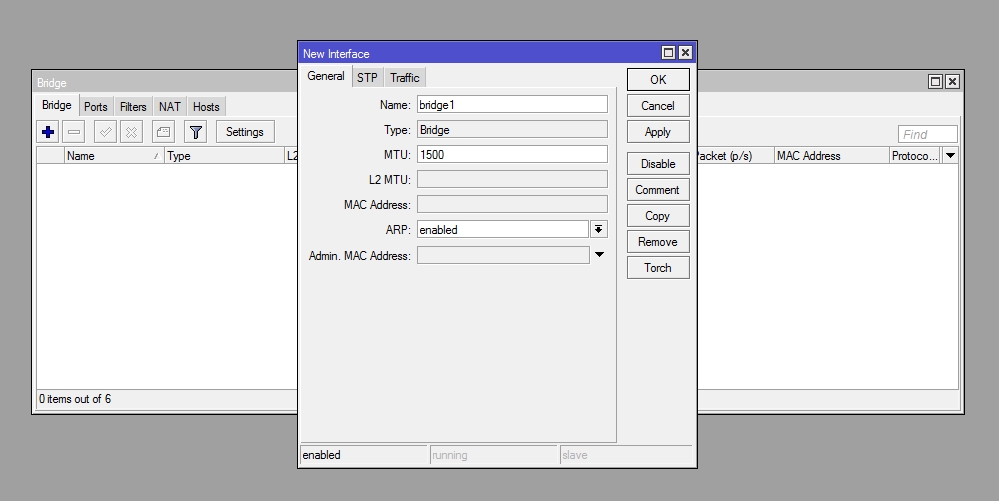 New Interface
General STP Traffic
Name: bridge1
Type: Bridge
MTU: 1500
L2 MTU:
MAC Address:
ARP: enabled
Admin. MAC Address:
OK
Cancel
Apply
Disable
Comment
Copy
Remove
Torch
enabled running slave
Bridge
Bridge Ports Filters NAT Hosts
Settings
Find
Name / Type L2 Packet (p/s) MAC Address Protoco...
0 items out of 6